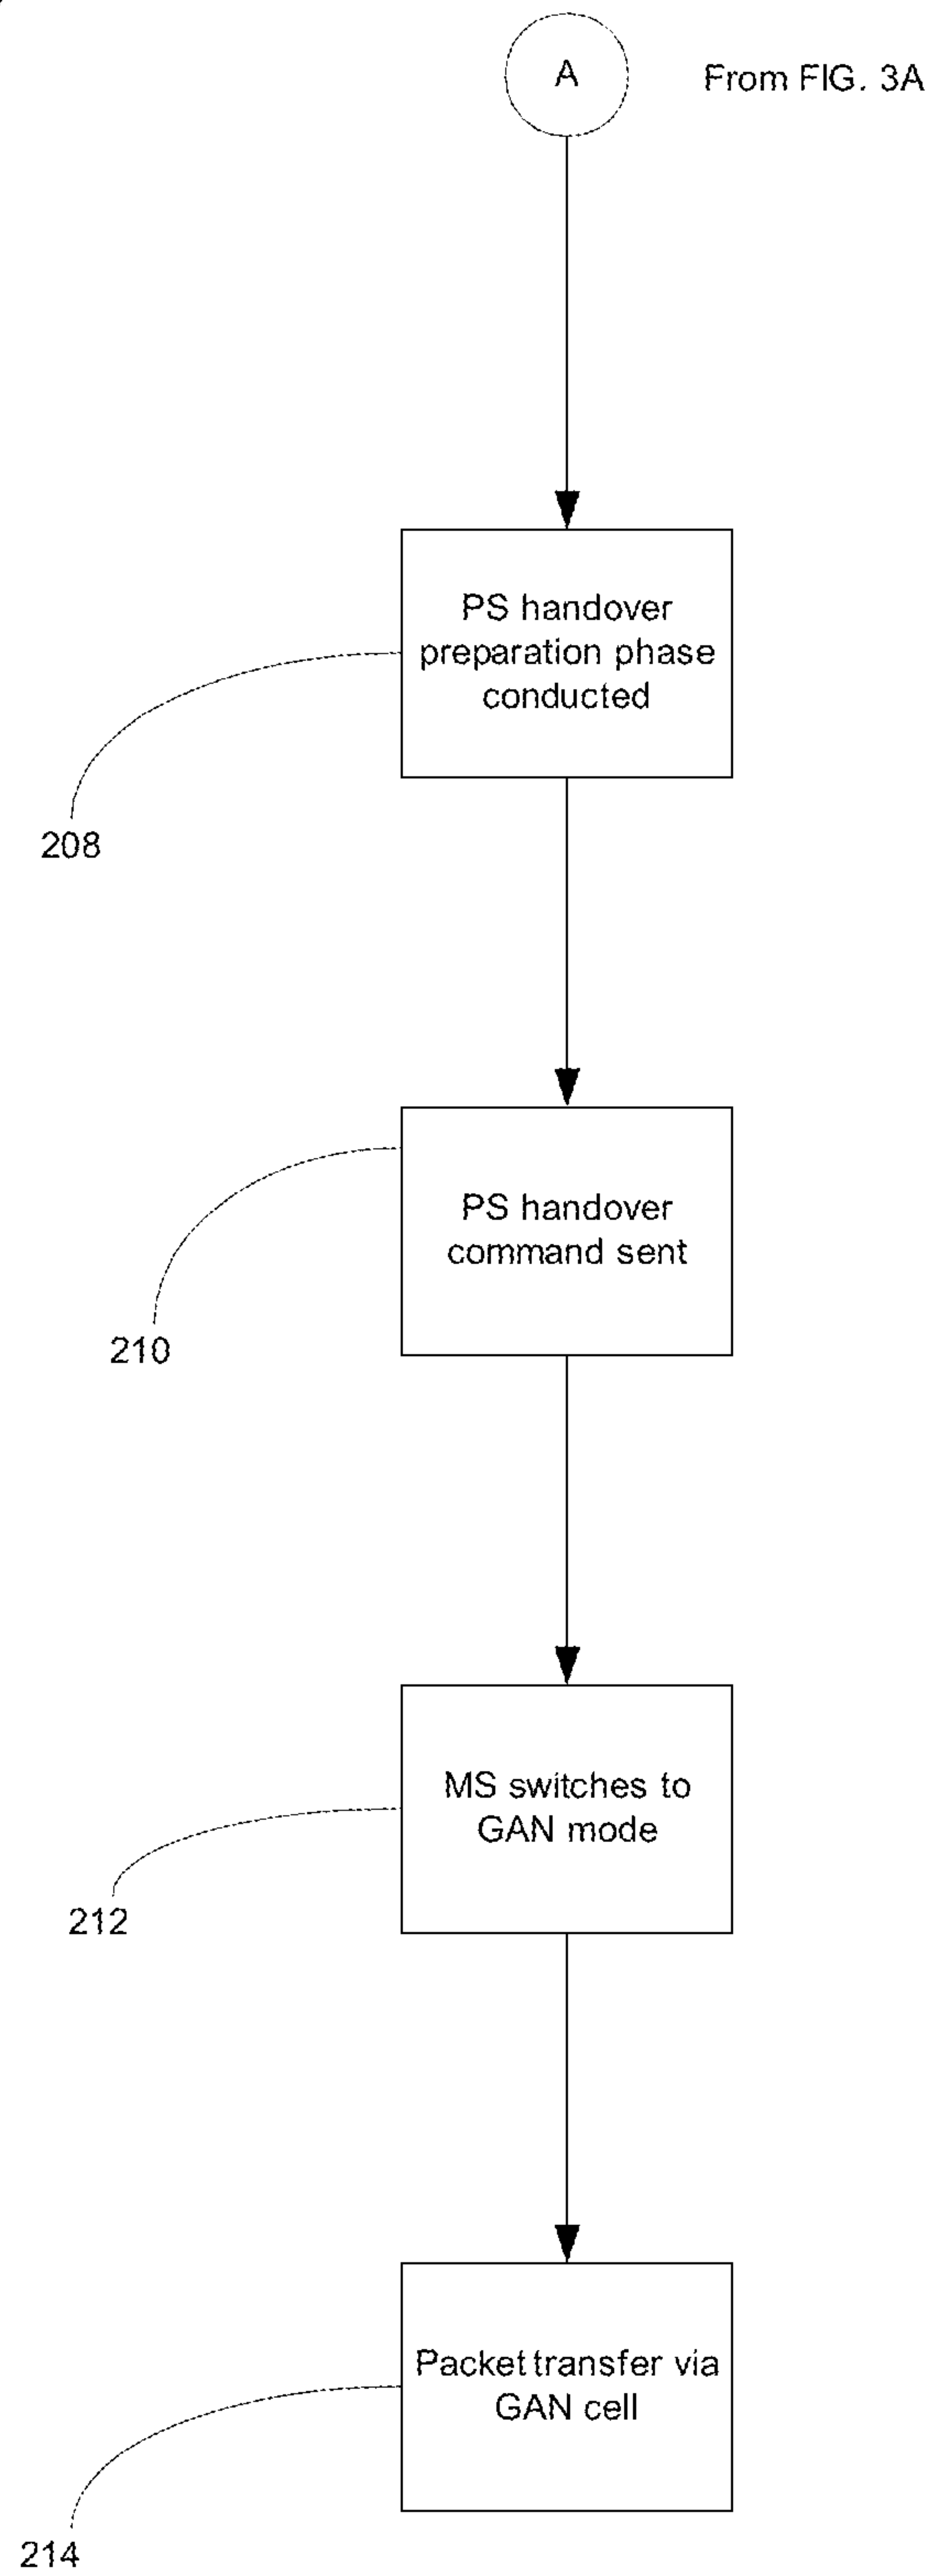 A
From FIG. 3A
PS handover
preparation phase
conducted
208
PS handover
command sent
210
MS switches to
GAN mode
212
Packet transfer via
GAN cell
214